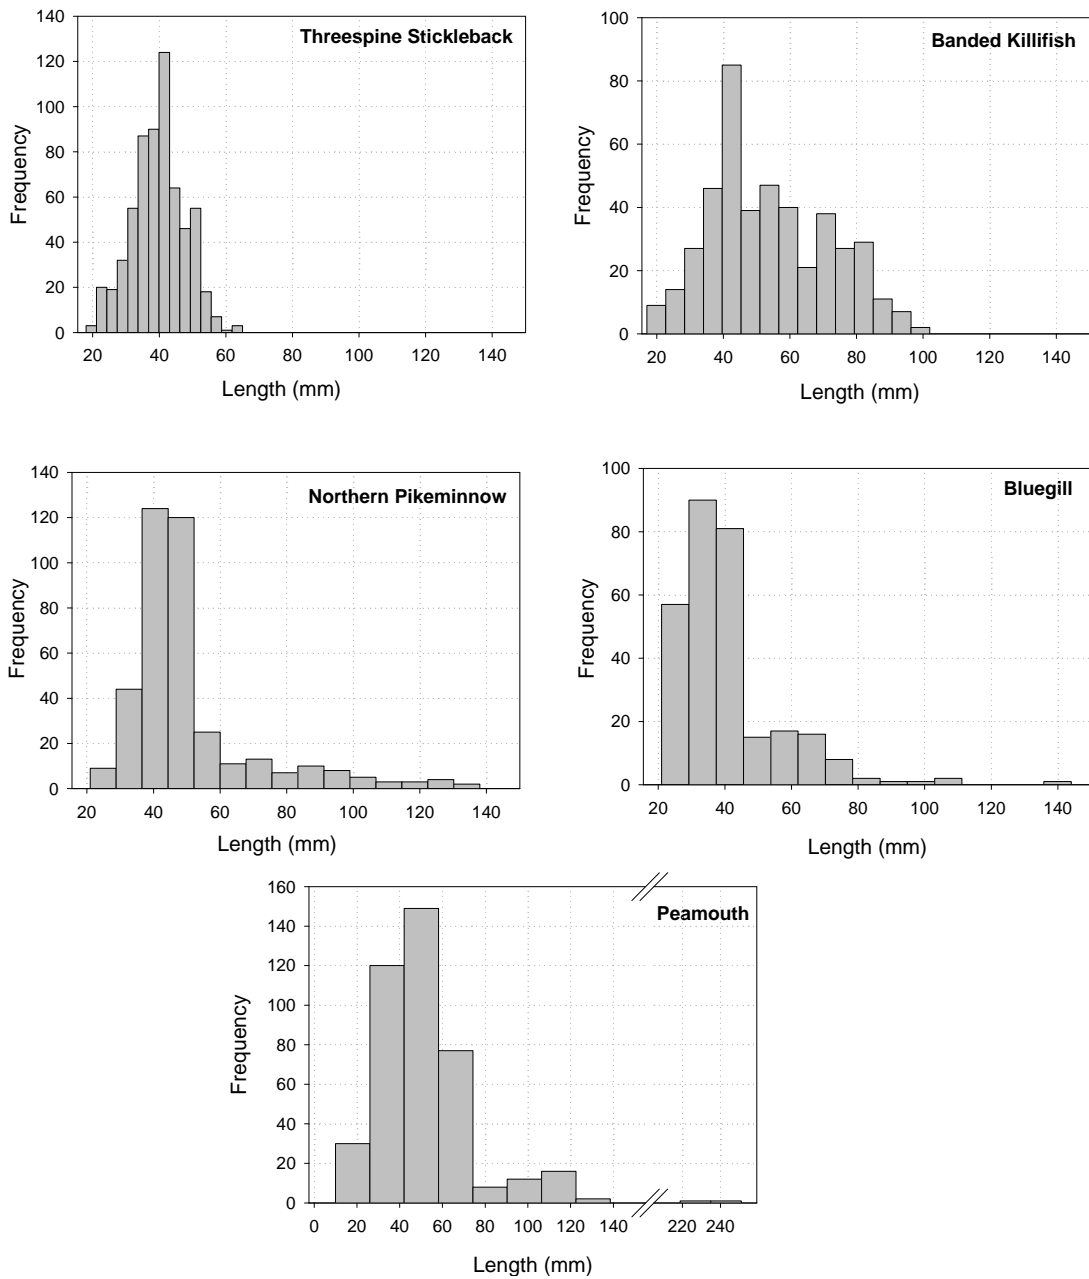 Threespine Stickleback
Frequency
140
120
100
80
60
40
20
0
20 40 60 80 100 120 140
Length (mm)
Banded Killifish
Frequency
100
80
60
40
20
0
20 40 60 80 100 120 140
Length (mm)
Northern Pikeminnow
Frequency
140
120
100
80
60
40
20
0
20 40 60 80 100 120 140
Length (mm)
Bluegill
Frequency
100
80
60
40
20
0
20 40 60 80 100 120 140
Length (mm)
Peamouth
Frequency
160
140
120
100
80
60
40
20
0
0 20 40 60 80 100 120 140 220 240
Length (mm)